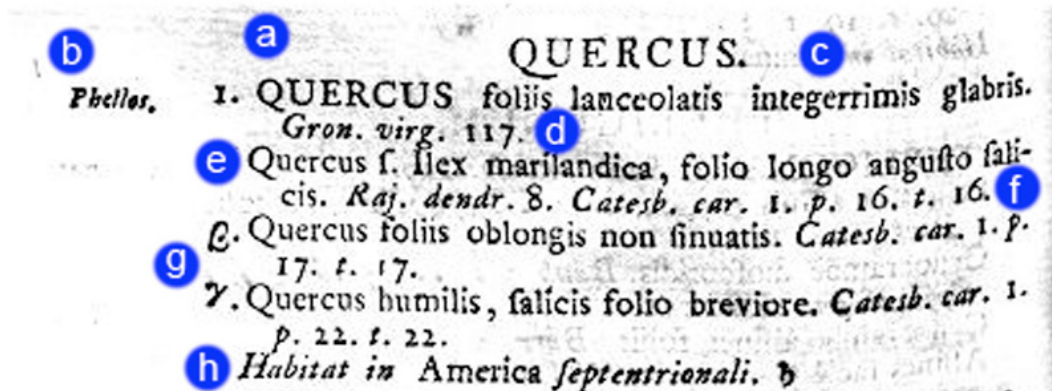 a
b
QUERCUS. c
Phellos. 1. QUERCUS foliis lanceolatis integerrimis glabris.
Gron. virg. 117. d
e Quercus ſ. Ilex marilandica, folio longo anguſto ſali-
cis. Raj. dendr. 8. Catesb. car. 1. p. 16. t. 16. f
β. Quercus foliis oblongis non ſinuatis. Catesb. car. 1. p.
g 17. t. 17.
γ. Quercus humilis, ſalicis folio breviore. Catesb. car. 1.
p. 22. t. 22.
h Habitat in America ſeptentrionali. ♄